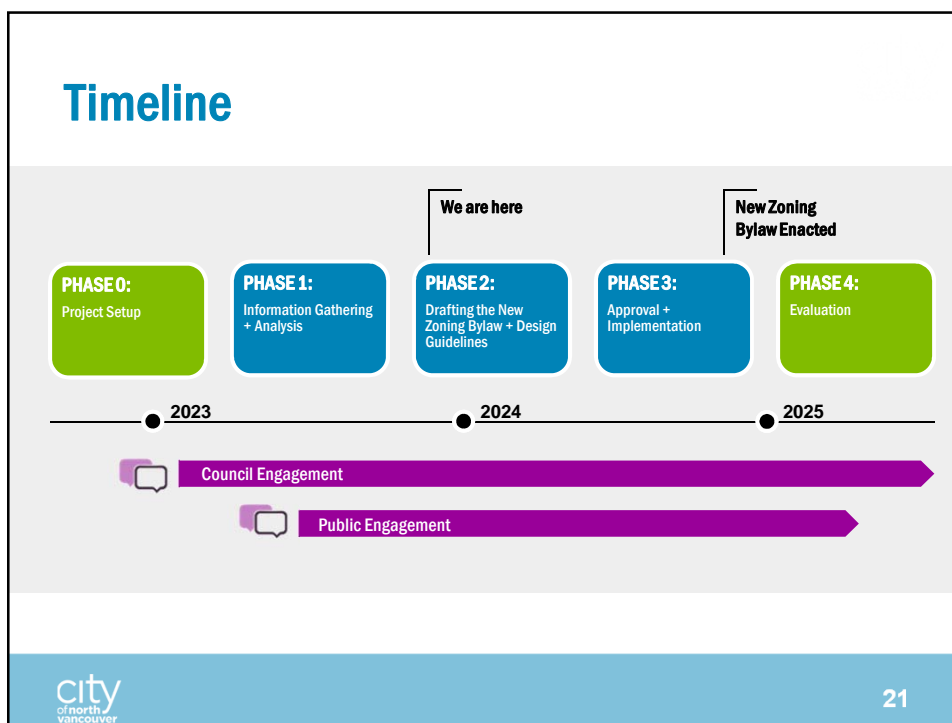 Timeline
We are here
New Zoning
Bylaw Enacted
PHASE 0:
Project Setup
PHASE 1:
Information Gathering
+ Analysis
PHASE 2:
Drafting the New
Zoning Bylaw + Design
Guidelines
PHASE 3:
Approval +
Implementation
PHASE 4:
Evaluation
2023
2024
2025
Council Engagement
Public Engagement
city
of north
vancouver
21